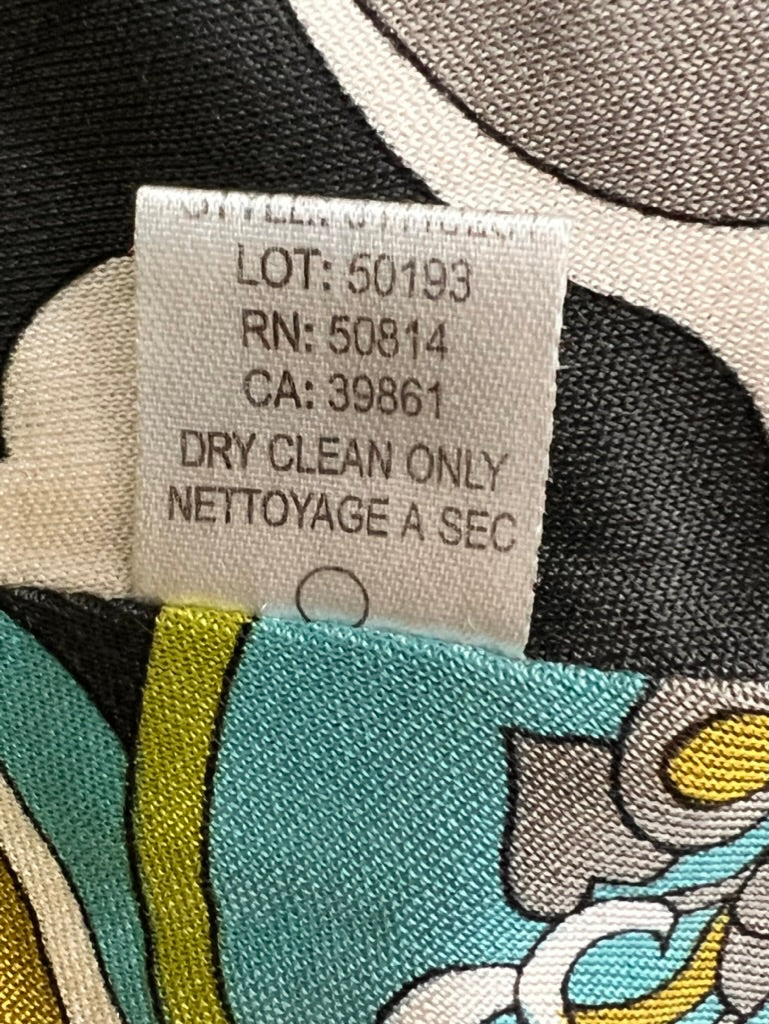 LOT: 50193
RN: 50814
CA: 39861
DRY CLEAN ONLY
NETTOYAGE A SEC